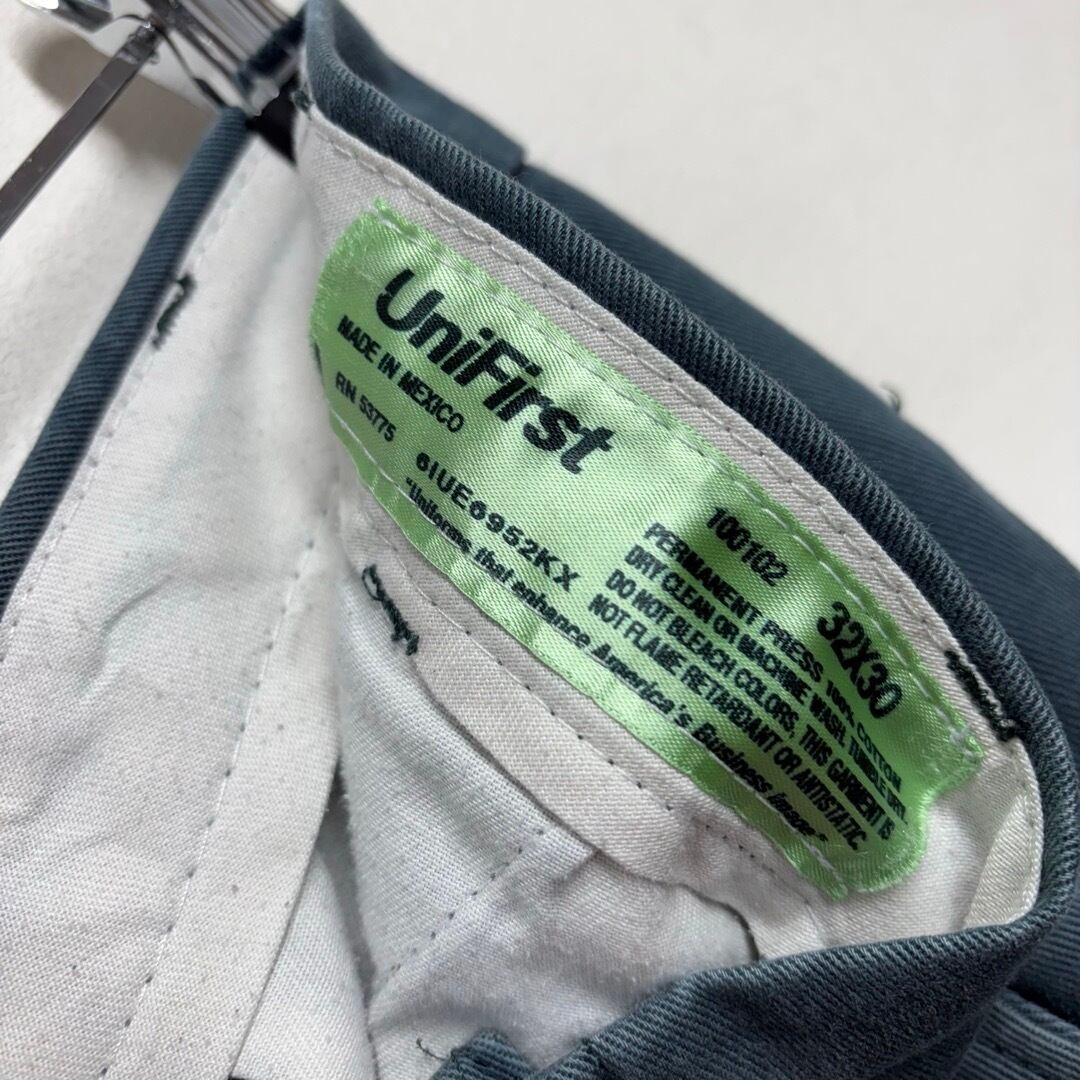 UniFirst
MADE IN MEXICO
RN 53775
6IUE6952KX
"Uniforms that enhance America's Business Image"
100102 32X30
PERMANENT PRESS 100% COTTON.
DRY CLEAN OR MACHINE WASH. TUMBLE DRY.
DO NOT BLEACH COLORS, THIS GARMENT IS
NOT FLAME RETARDANT OR ANTISTATIC.